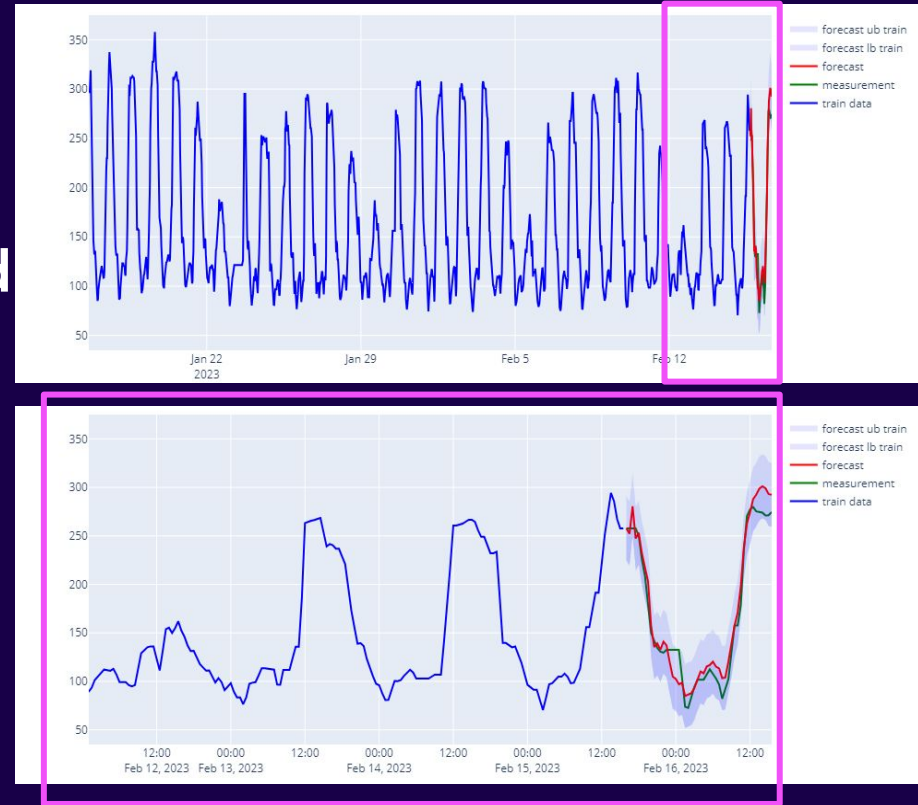 350
300
250
200
150
100
50
Jan 22
2023
Jan 29
Feb 5
Feb 12
forecast ub train
forecast lb train
forecast
measurement
train data
350
300
250
200
150
100
50
12:00
Feb 12, 2023
00:00
Feb 13, 2023
12:00
00:00
Feb 14, 2023
12:00
00:00
Feb 15, 2023
12:00
00:00
Feb 16, 2023
12:00
forecast ub train
forecast lb train
forecast
measurement
train data